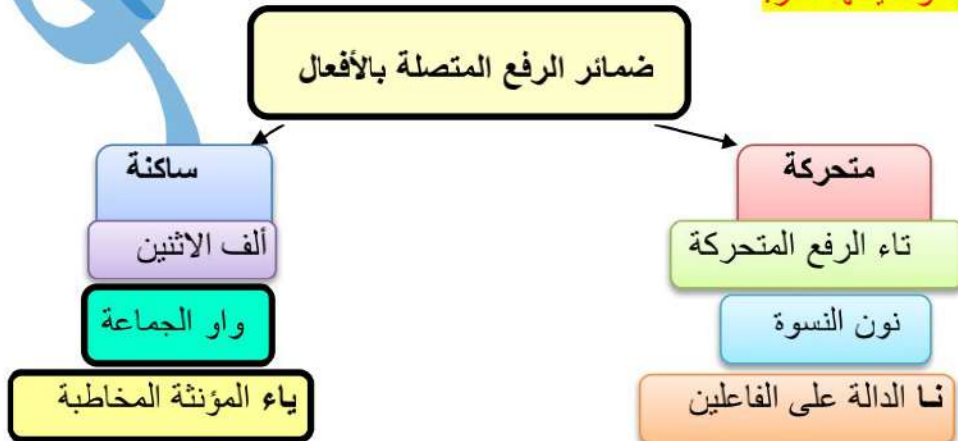 ضمائر الرفع المتصلة بالأفعال
متحركة
تاء الرفع المتحركة
نون النسوة
نا الدالة على الفاعلين
ساكنة
ألف الاثنين
واو الجماعة
ياء المؤنثة المخاطبة